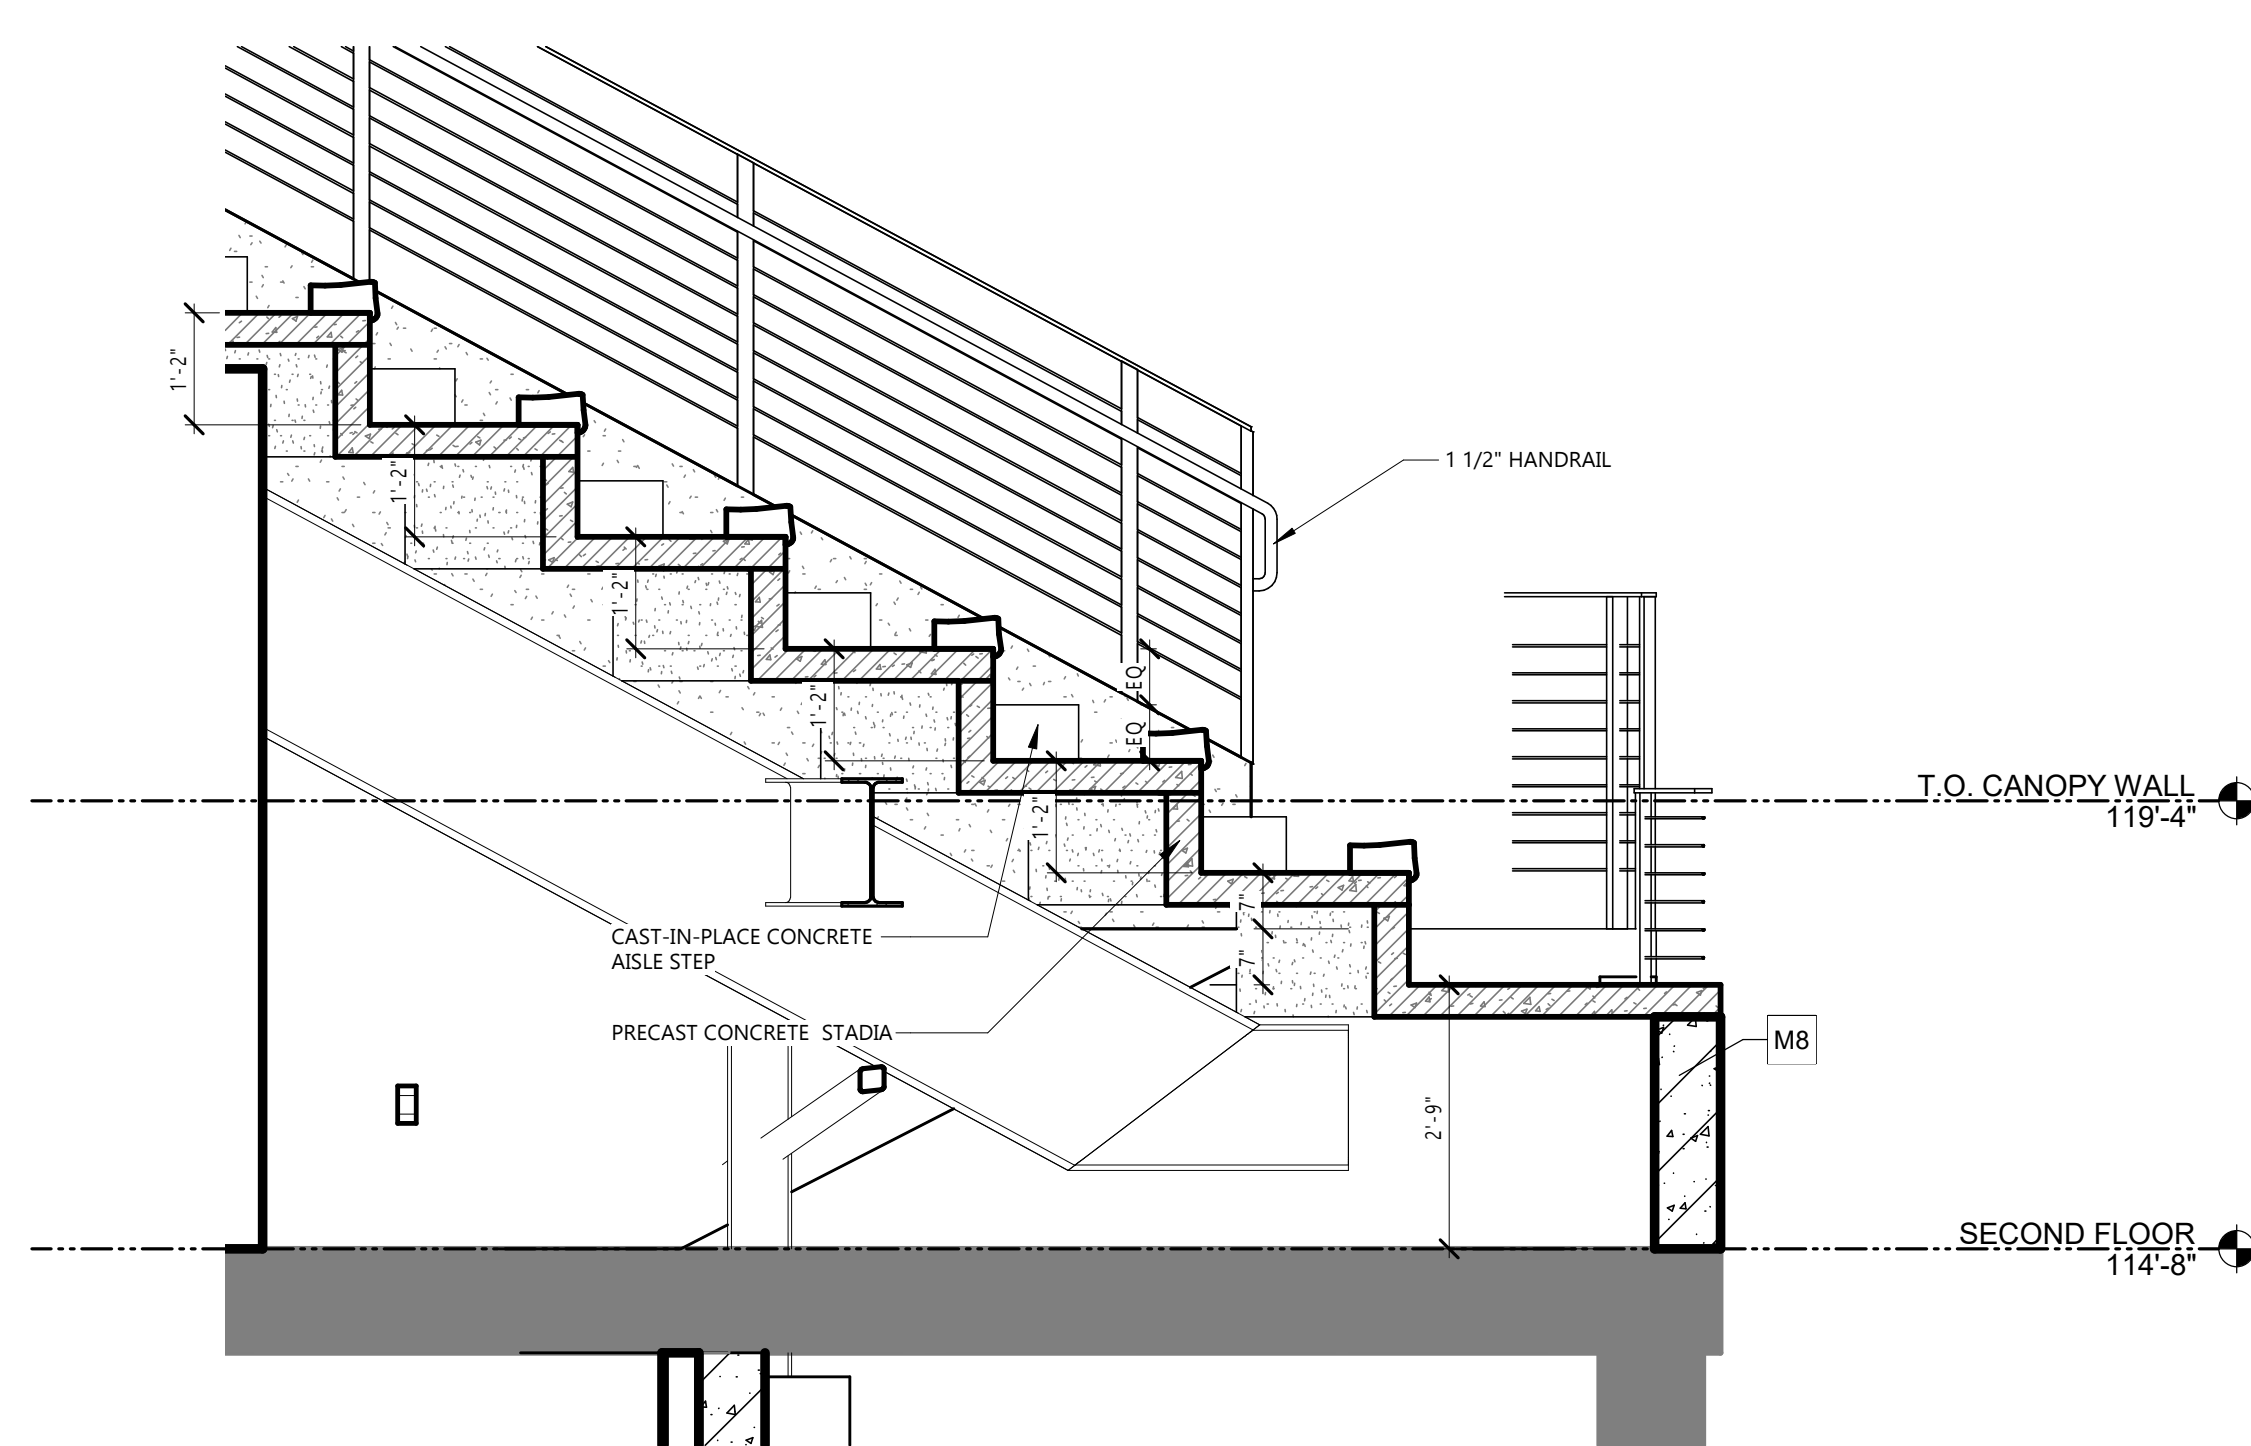 1'-2"
1'-2"
1 1/2" HANDRAIL
1'-2"
EQ
1'-2"
EQ
T.O. CANOPY WALL
119'-4"
1'-2"
7"
CAST-IN-PLACE CONCRETE
AISLE STEP
7"
PRECAST CONCRETE STADIA
M8
2'-9"
SECOND FLOOR
114'-8"